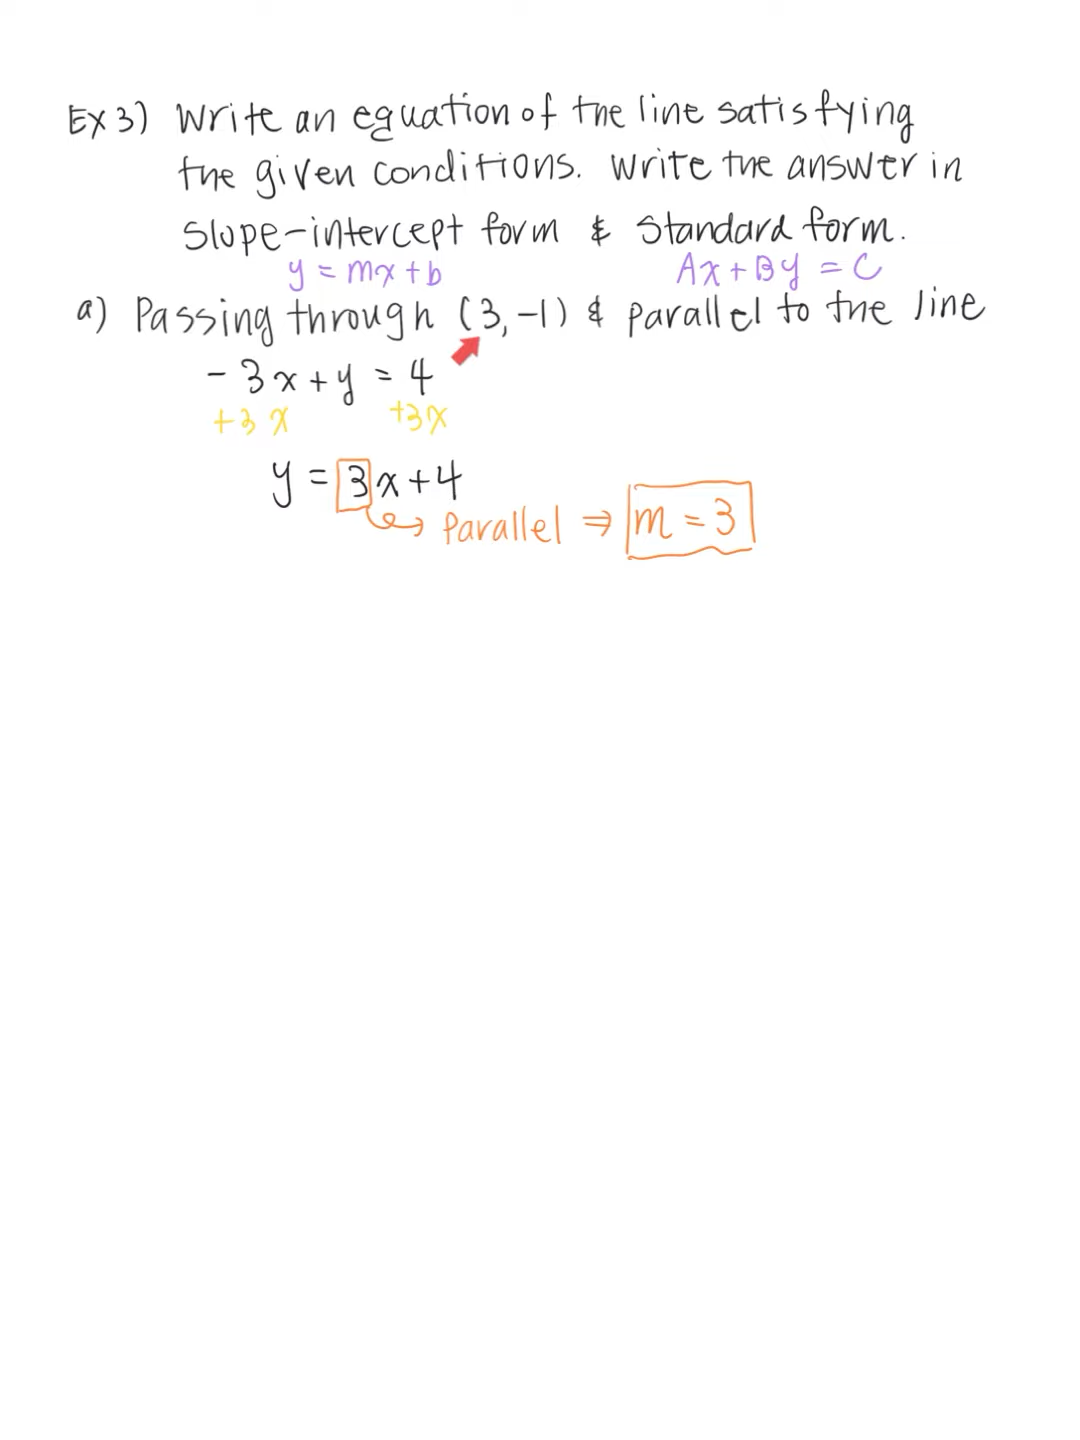 Ex 3) Write an equation of the line satisfying
the given conditions. Write the answer in
slope-intercept form & standard form.
y = mx + b Ax + By = C
a) Passing through (3, -1) & parallel to the line
- 3x + y = 4
+3x +3x
y = 3x + 4
Parallel ⇒ m = 3